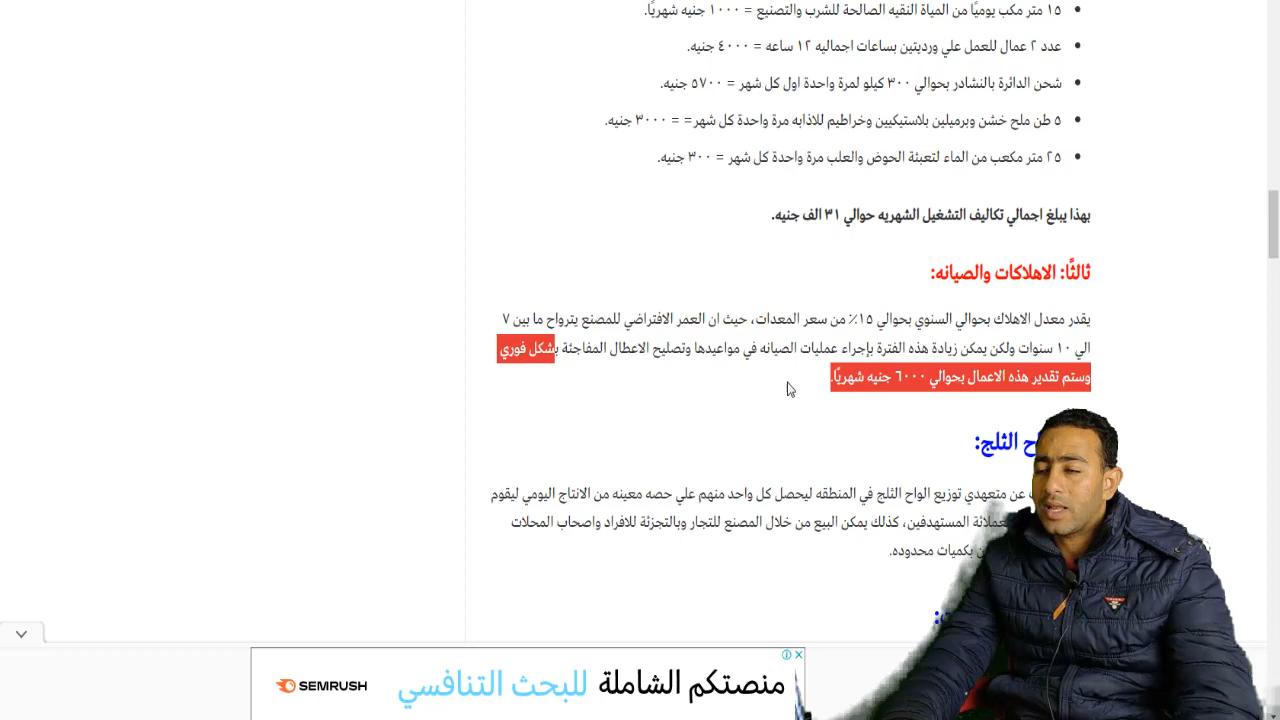 ١٥ متر مكب يوميًا من المياة النقيه الصالحة للشرب والتصنيع = ١٠٠٠ جنيه شهريًا.
عدد ٢ عمال للعمل علي ورديتين بساعات اجماليه ١٢ ساعه = ٤٠٠٠ جنيه.
شحن الدائرة بالنشادر بحوالي ٣٠٠ كيلو لمرة واحدة اول كل شهر = ٥٧٠٠ جنيه.
٥ طن ملح خشن وبرميلين بلاستيكيين وخراطيم للاذابه مرة واحدة كل شهر= = ٣٠٠٠ جنيه.
٢٥ متر مكعب من الماء لتعبئة الحوض والعلب مرة واحدة كل شهر = ٣٠٠ جنيه.
بهذا يبلغ اجمالي تكاليف التشغيل الشهريه حوالي ٣١ الف جنيه.
ثالثًا: الاهلاكات والصيانه:
يقدر معدل الاهلاك بحوالي السنوي بحوالي ١٥٪ من سعر المعدات، حيث ان العمر الافتراضي للمصنع يترواح ما بين ٧
الي ١٠ سنوات ولكن يمكن زيادة هذه الفترة بإجراء عمليات الصيانه في مواعيدها وتصليح الاعطال المفاجئة بشكل فوري
وستم تقدير هذه الاعمال بحوالي ٦٠٠٠ جنيه شهريًا.
الثلج:
عن متعهدي توزيع الواح الثلج في المنطقه ليحصل كل واحد منهم علي حصه معينه من الانتاج اليومي ليقوم
المستهدفين، كذلك يمكن البيع من خلال المصنع للتجار وبالتجزئة للافراد واصحاب المحلات
بكميات محدوده.
SEMRUSH
منصتكم الشاملة للبحث التنافسي